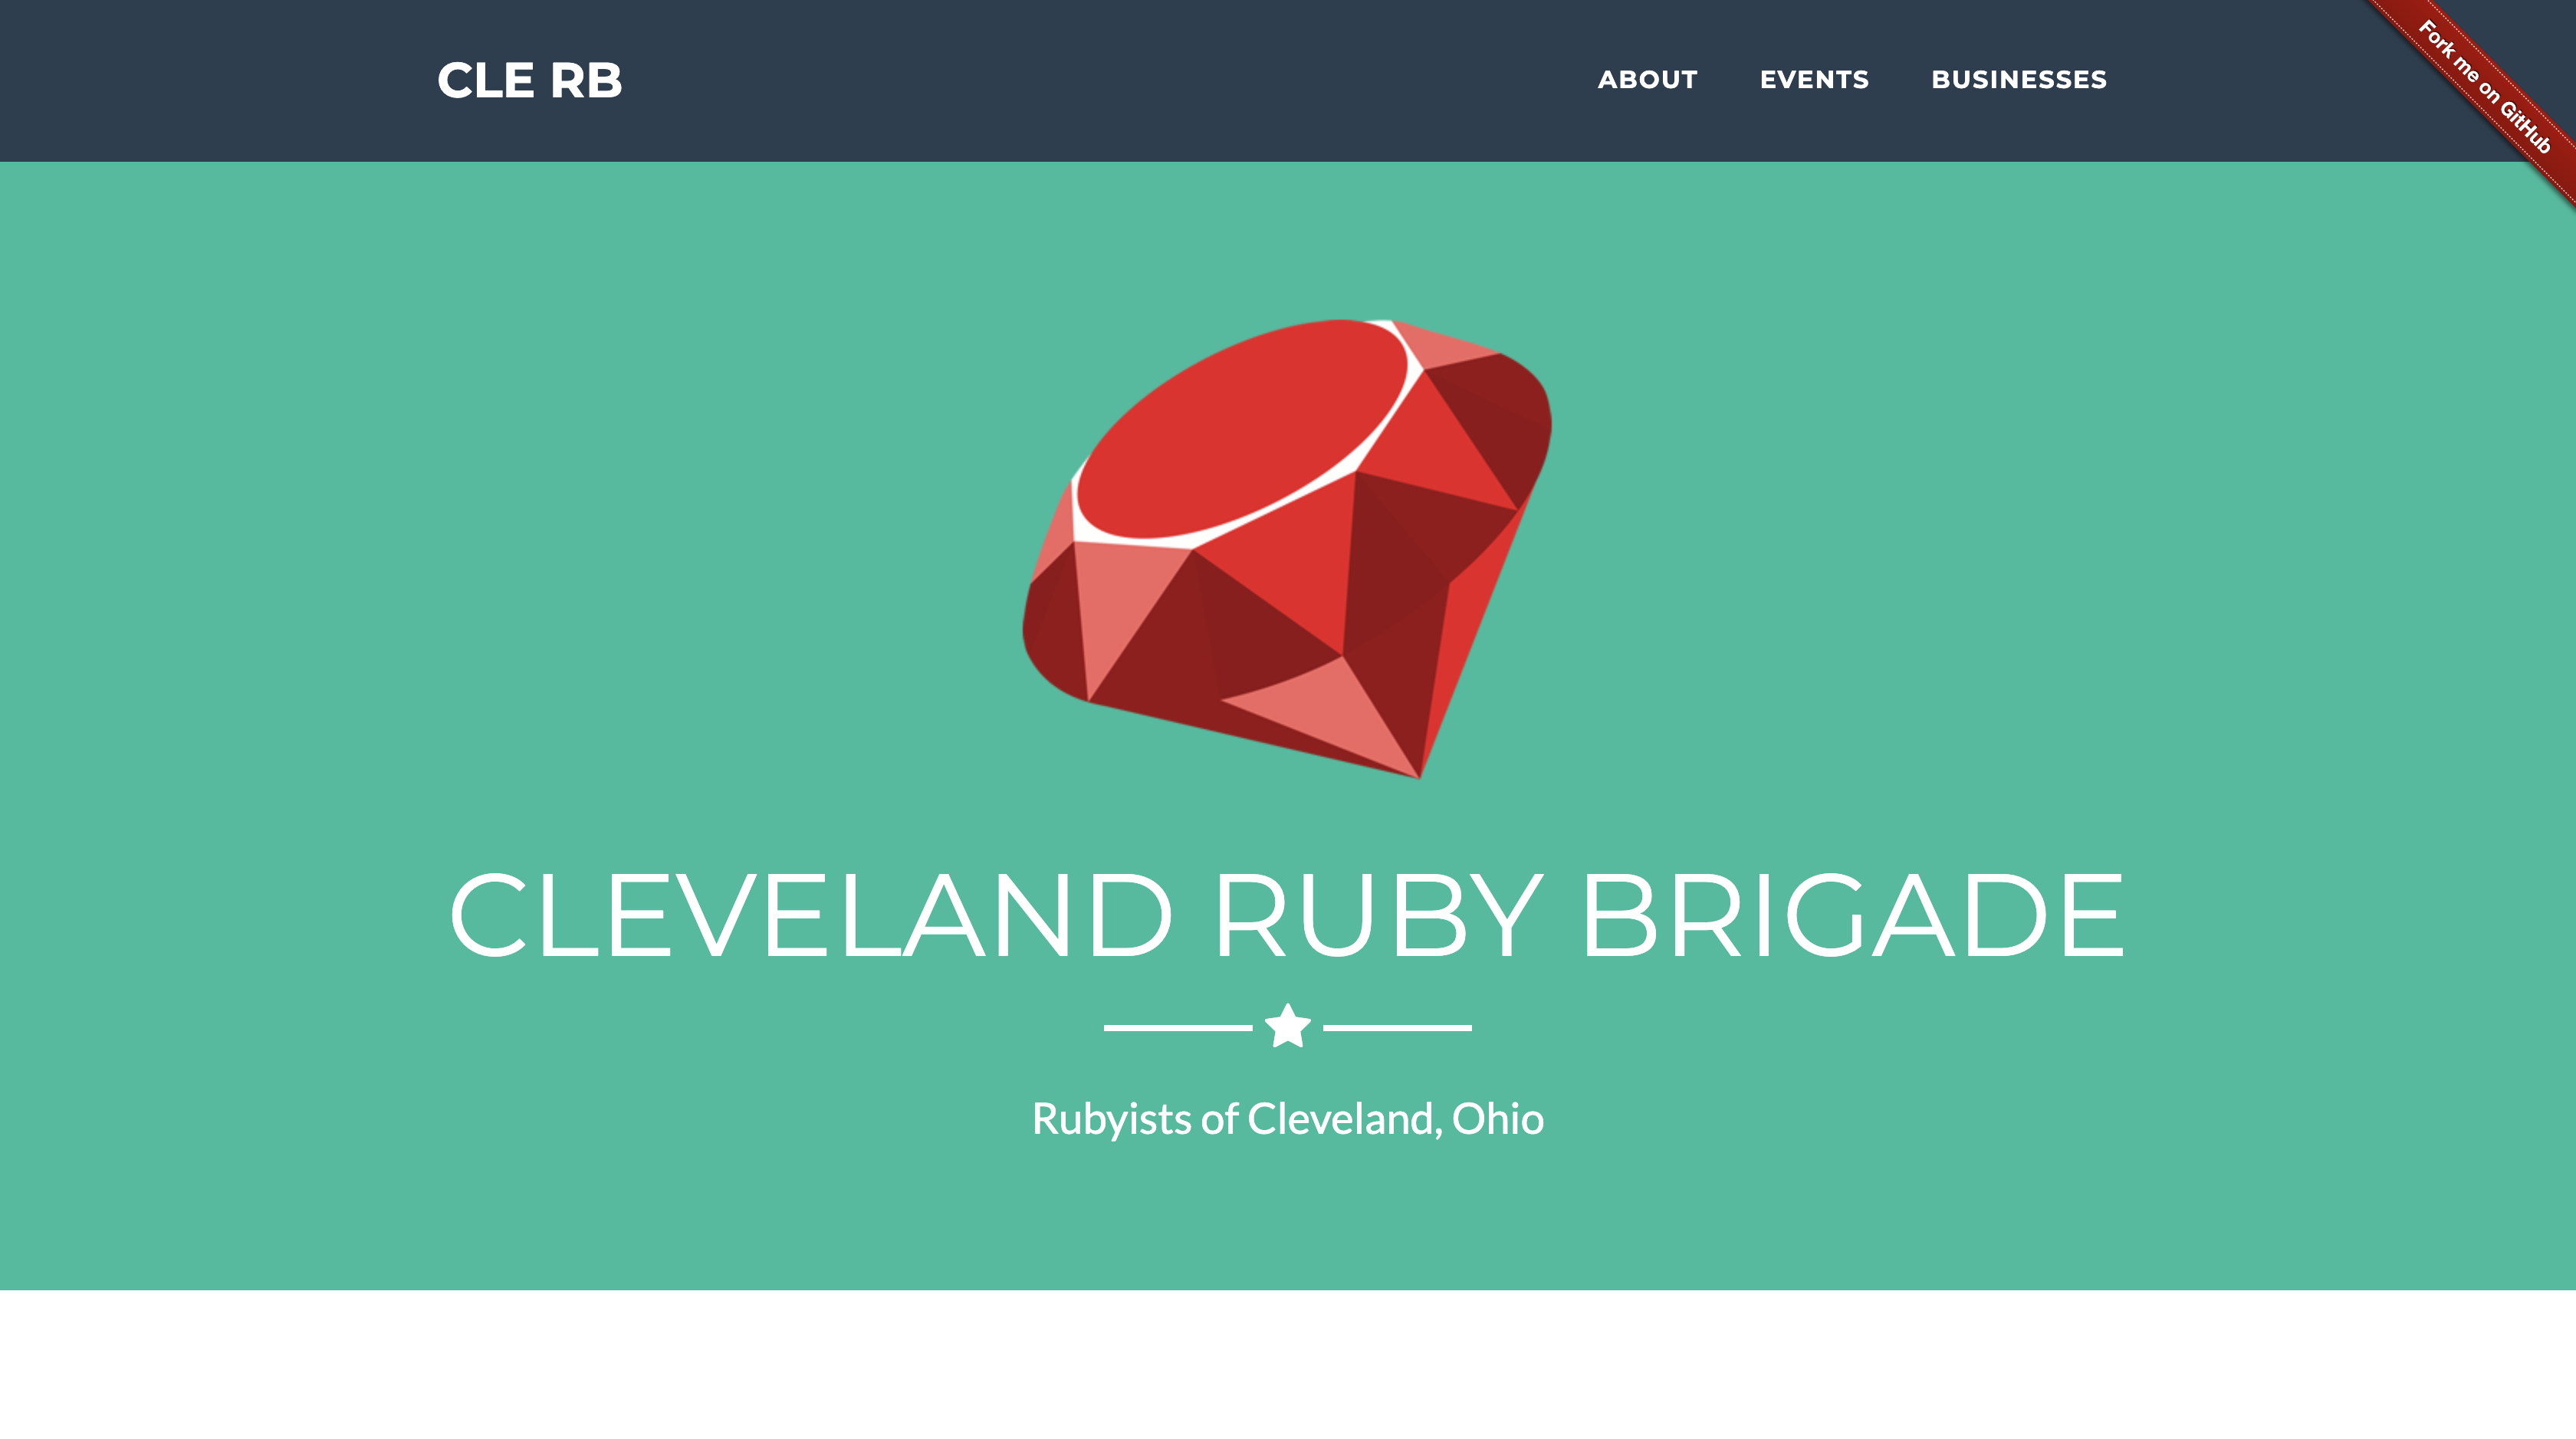 CLE RB
ABOUT
EVENTS
BUSINESSES
Fork me on GitHub
CLEVELAND RUBY BRIGADE
Rubyists of Cleveland, Ohio